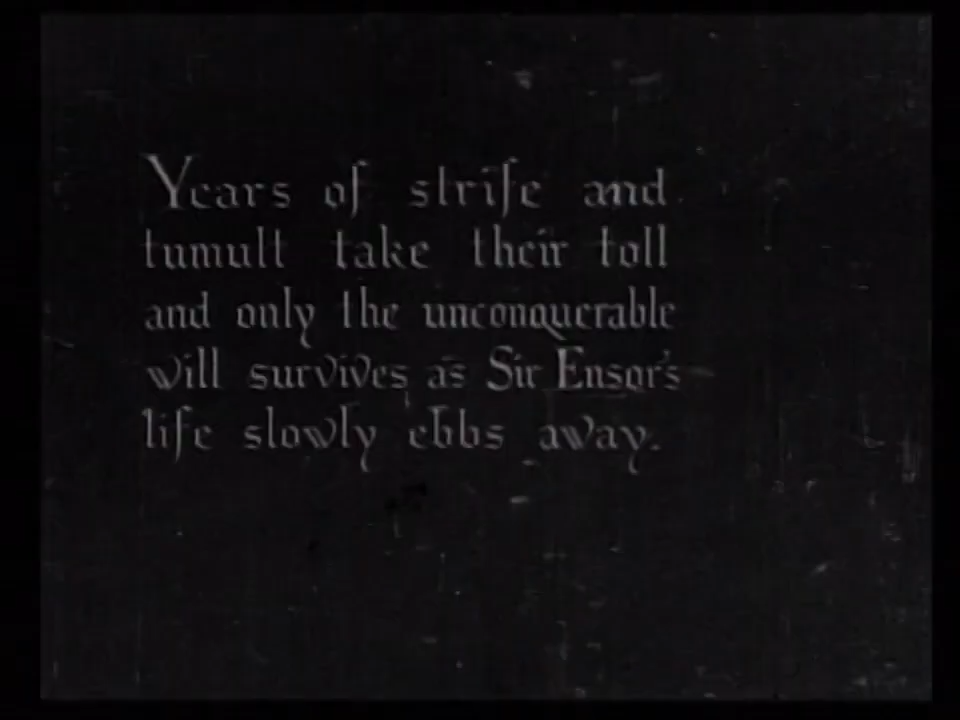 Years of strife and
tumult take their toll
and only the unconquerable
will survives as Sir Ensor's
life slowly ebbs away.